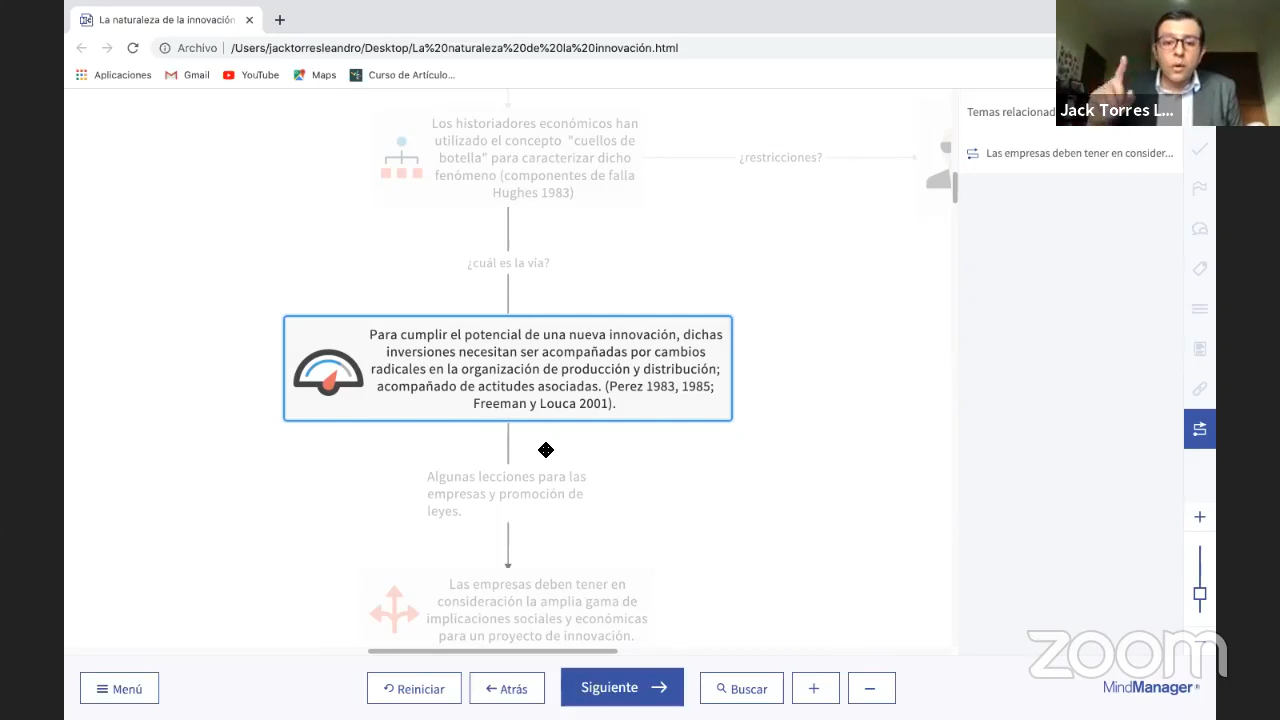 La naturaleza de la innovación
Archivo /Users/jacktorresleandro/Desktop/La%20naturaleza%20de%20la%20innovación.html
Aplicaciones Gmail YouTube Maps Curso de Artículo...
Jack Torres L...
Temas relacionad
Las empresas deben tener en consider...
Los historiadores económicos han
utilizado el concepto "cuellos de
botella" para caracterizar dicho
fenómeno (componentes de falla
Hughes 1983)
¿restricciones?
¿cuál es la vía?
Para cumplir el potencial de una nueva innovación, dichas
inversiones necesitan ser acompañadas por cambios
radicales en la organización de producción y distribución;
acompañado de actitudes asociadas. (Perez 1983, 1985;
Freeman y Louca 2001).
Algunas lecciones para las
empresas y promoción de
leyes.
Las empresas deben tener en
consideración la amplia gama de
implicaciones sociales y económicas
para un proyecto de innovación.
zoom
MindManager
Menú Reiniciar Atrás Siguiente Buscar